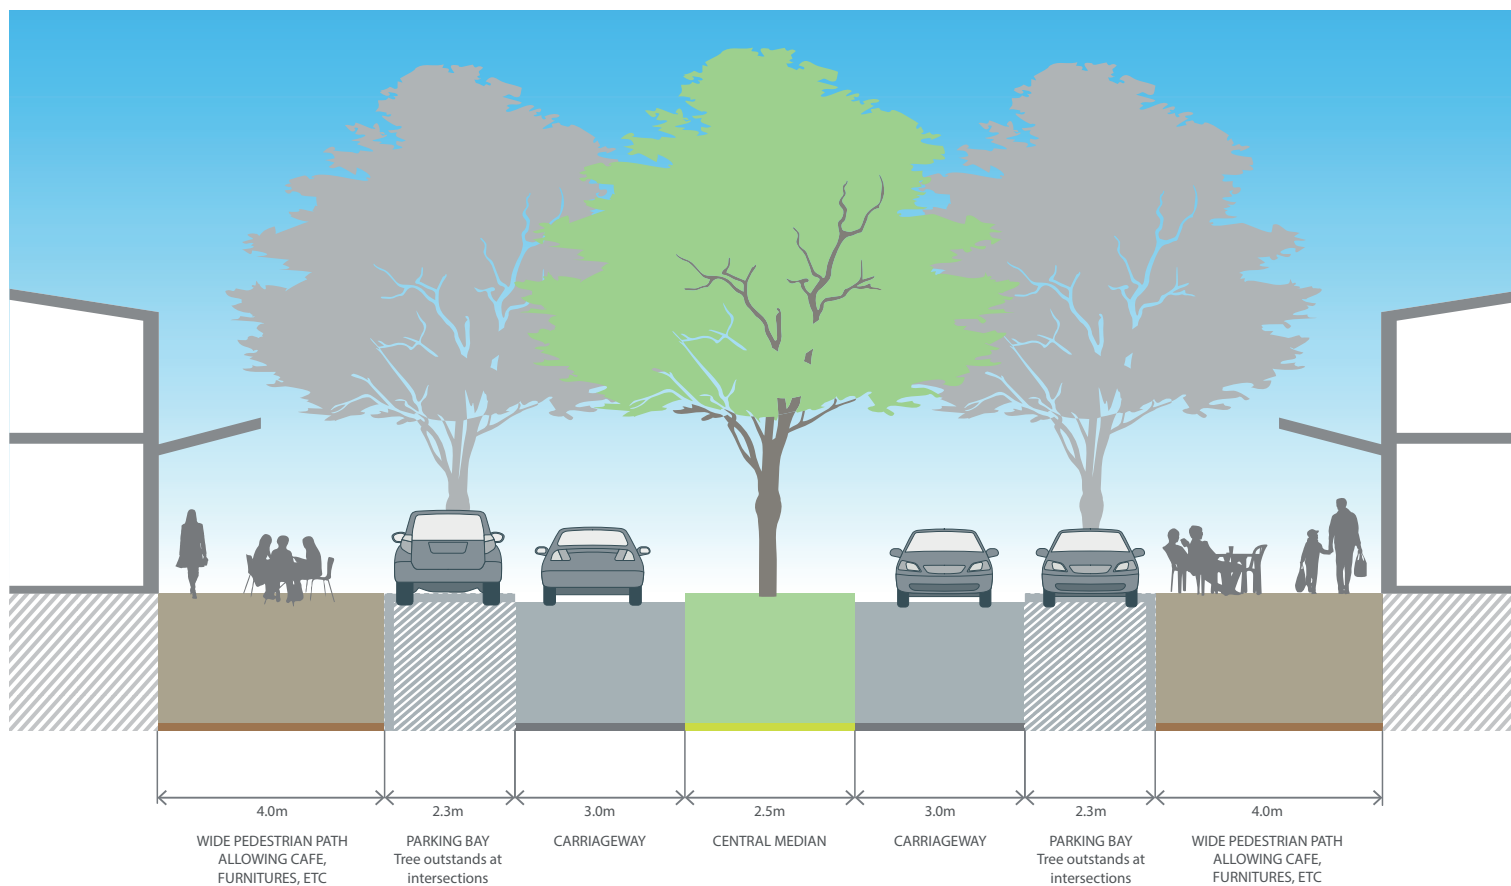 4.0m
2.3m
3.0m
2.5m
3.0m
2.3m
4.0m
WIDE PEDESTRIAN PATH
ALLOWING CAFE,
FURNITURES, ETC
PARKING BAY
Tree outstands at
intersections
CARRIAGEWAY
CENTRAL MEDIAN
CARRIAGEWAY
PARKING BAY
Tree outstands at
intersections
WIDE PEDESTRIAN PATH
ALLOWING CAFE,
FURNITURES, ETC